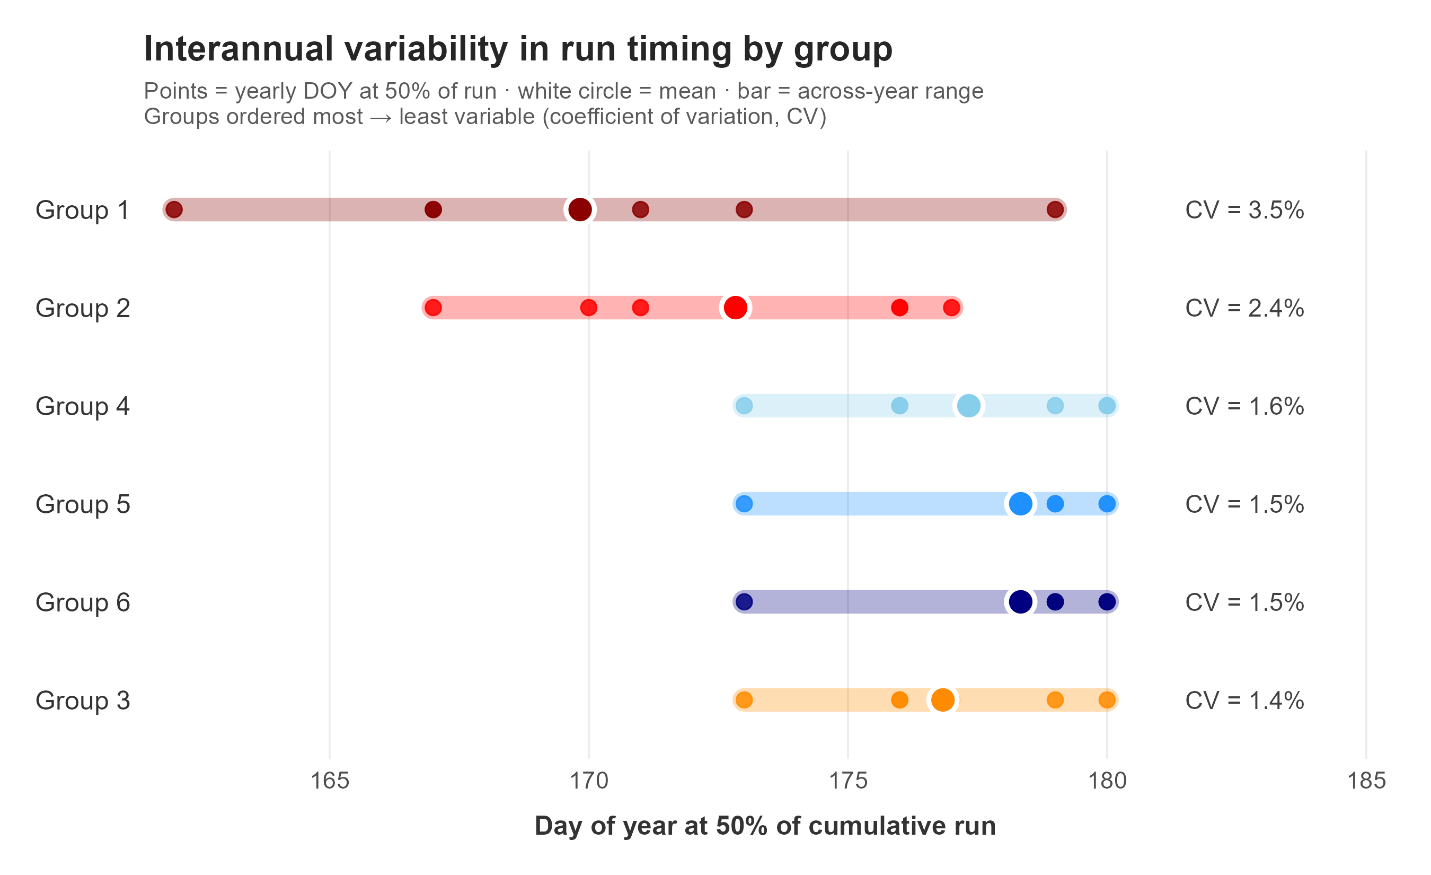 Interannual variability in run timing by group
Points = yearly DOY at 50% of run · white circle = mean · bar = across-year range
Groups ordered most → least variable (coefficient of variation, CV)
Group 1 CV = 3.5%
Group 2 CV = 2.4%
Group 4 CV = 1.6%
Group 5 CV = 1.5%
Group 6 CV = 1.5%
Group 3 CV = 1.4%
165 170 175 180 185
Day of year at 50% of cumulative run